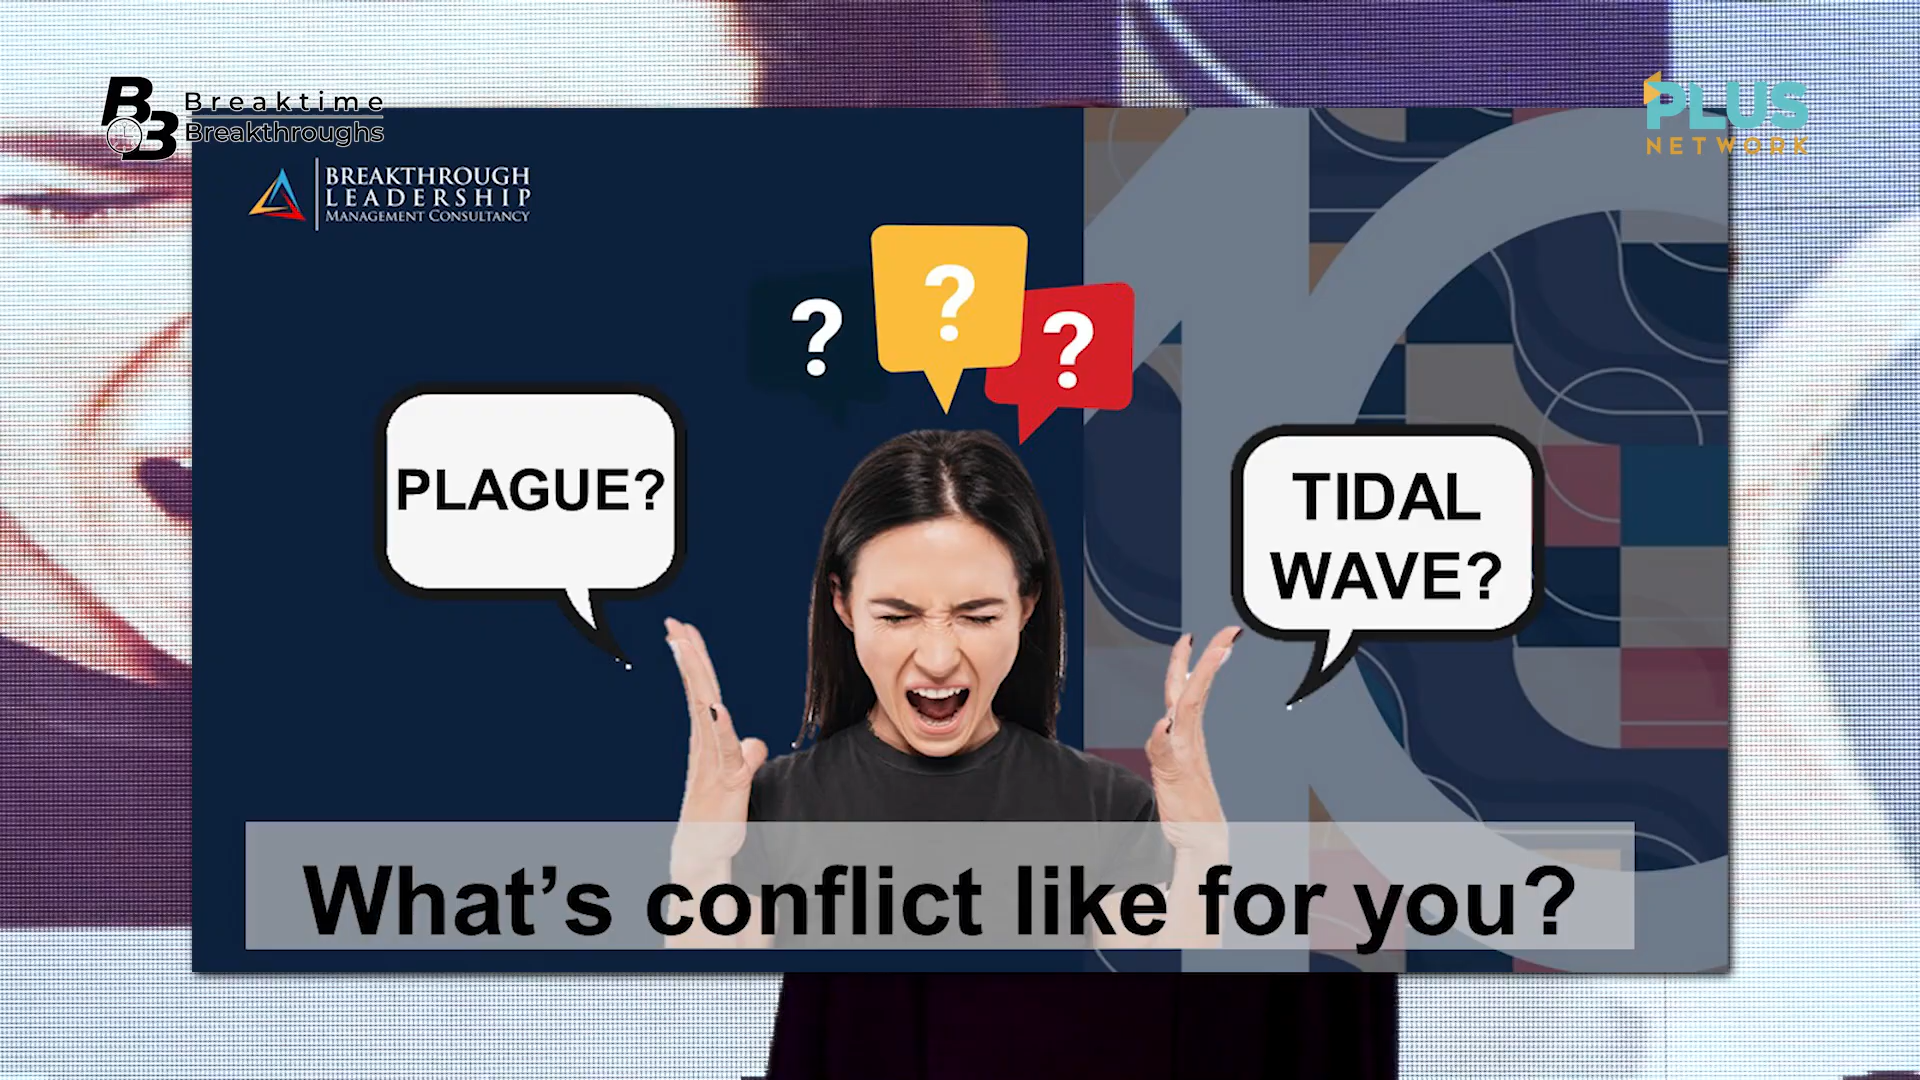 B
B
Breaktime
Breakthroughs
PLUS
NETWORK
BREAKTHROUGH
LEADERSHIP
MANAGEMENT CONSULTANCY
?
?
?
PLAGUE?
TIDAL
WAVE?
What's conflict like for you?